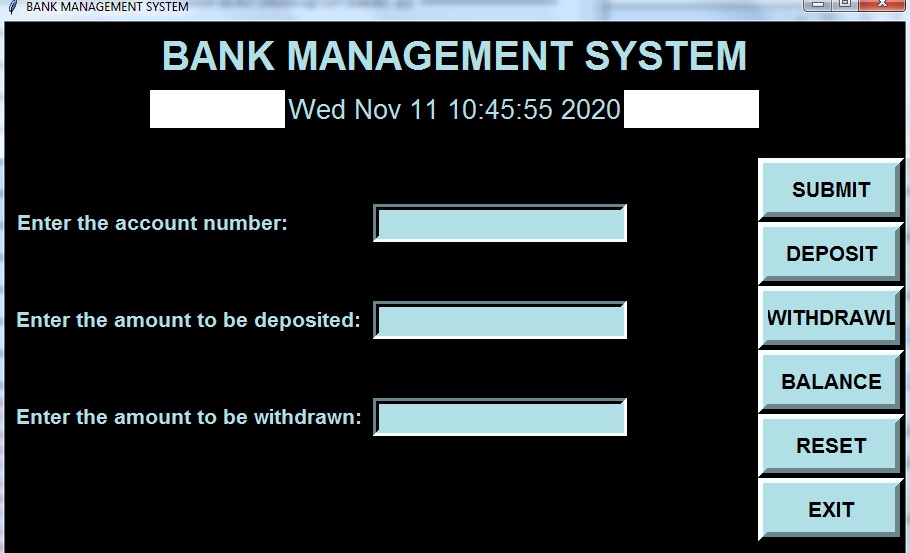 BANK MANAGEMENT SYSTEM
BANK MANAGEMENT SYSTEM
Wed Nov 11 10:45:55 2020
SUBMIT
Enter the account number:
DEPOSIT
Enter the amount to be deposited:
WITHDRAWL
BALANCE
Enter the amount to be withdrawn:
RESET
EXIT